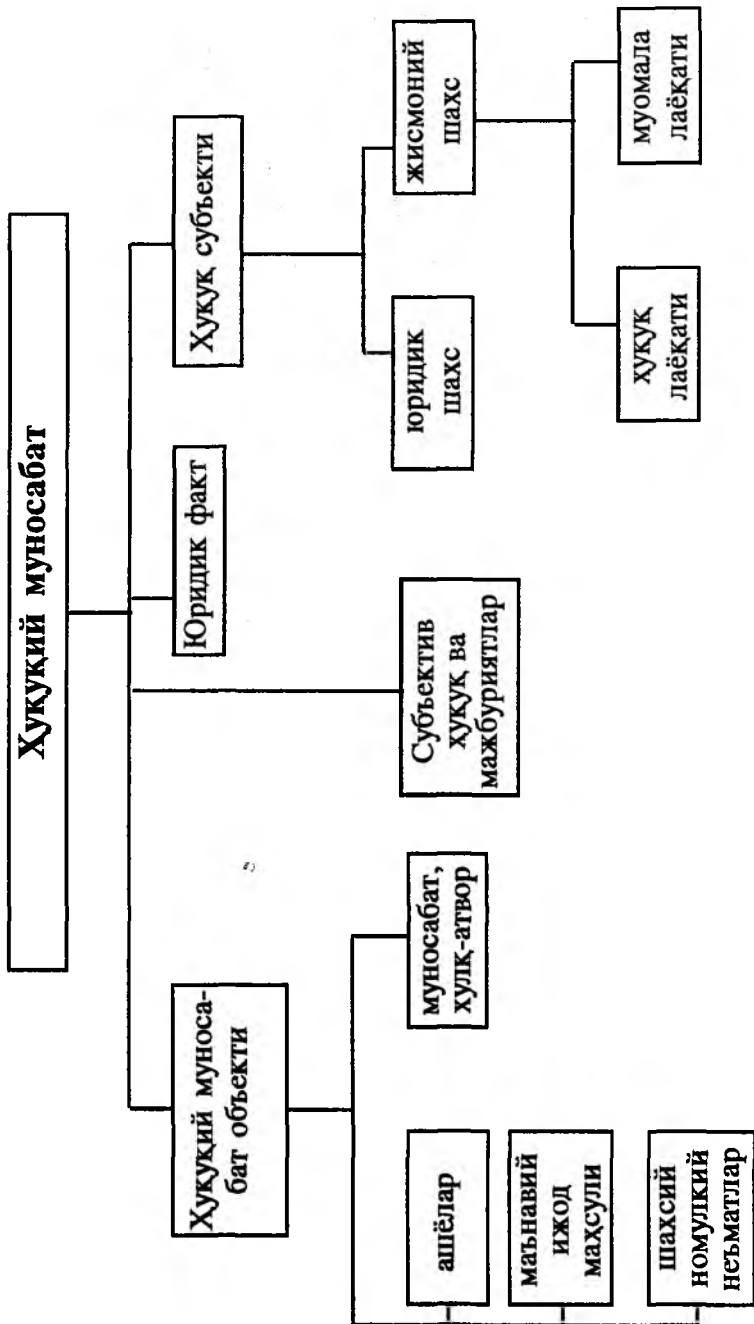 Ҳуқуқий муносабат
Ҳуқуқий муноса-
бат объекти
Юридик факт
Ҳуқуқ субъекти
ашёлар
маънавий
ижод
маҳсули
шахсий
номулкий
неъматлар
муносабат,
хулқ-атвор
Субъектив
ҳуқуқ ва
мажбуриятлар
юридик
шахс
жисмоний
шахс
ҳуқуқ
лаёқати
муомала
лаёқати